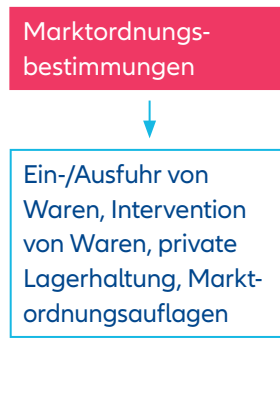 Marktordnungs-
bestimmungen
Ein-/Ausfuhr von
Waren, Intervention
von Waren, private
Lagerhaltung, Markt-
ordnungsauflagen